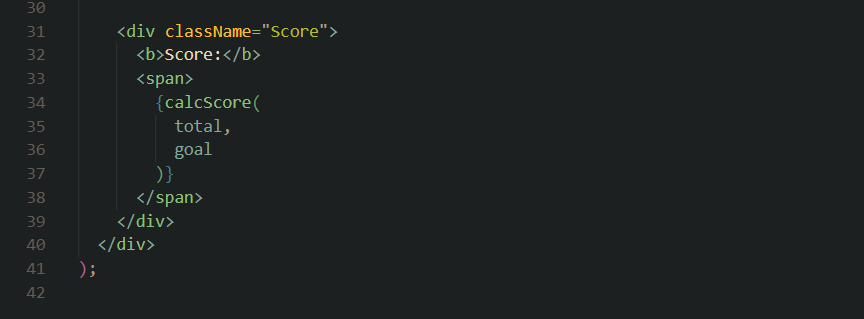 30
31 <div className="Score">
32 <b>Score:</b>
33 <span>
34 {calcScore(
35 total,
36 goal
37 )}
38 </span>
39 </div>
40 </div>
41 );
42